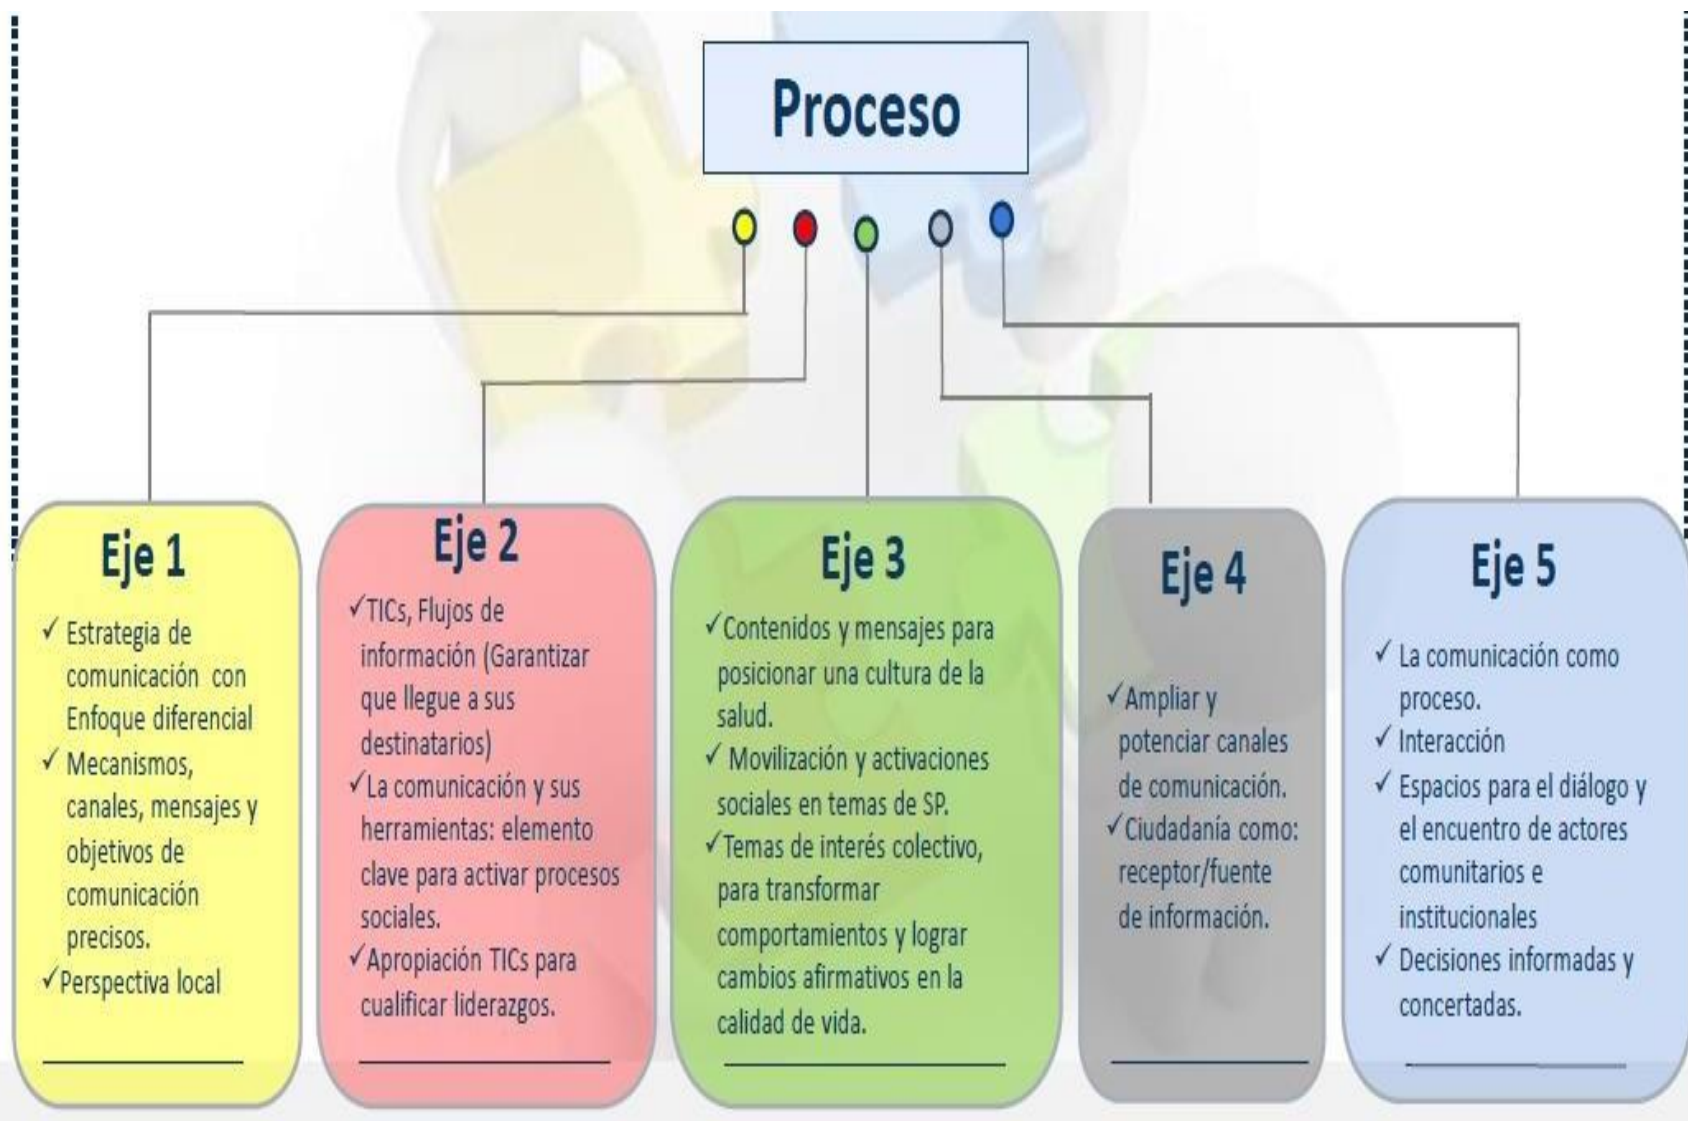 Proceso
Eje 1
✓ Estrategia de
comunicación con
Enfoque diferencial
✓ Mecanismos,
canales, mensajes y
objetivos de
comunicación
precisos.
✓Perspectiva local
Eje 2
✓TICs, Flujos de
información (Garantizar
que llegue a sus
destinatarios)
✓La comunicación y sus
herramientas: elemento
clave para activar procesos
sociales.
✓Apropiación TICs para
cualificar liderazgos.
Eje 3
✓Contenidos y mensajes para
posicionar una cultura de la
salud.
✓ Movilización y activaciones
sociales en temas de SP.
✓Temas de interés colectivo,
para transformar
comportamientos y lograr
cambios afirmativos en la
calidad de vida.
Eje 4
✓Ampliar y
potenciar canales
de comunicación.
✓Ciudadanía como:
receptor/fuente
de información.
Eje 5
✓ La comunicación como
proceso.
✓ Interacción
✓ Espacios para el diálogo y
el encuentro de actores
comunitarios e
institucionales
✓ Decisiones informadas y
concertadas.